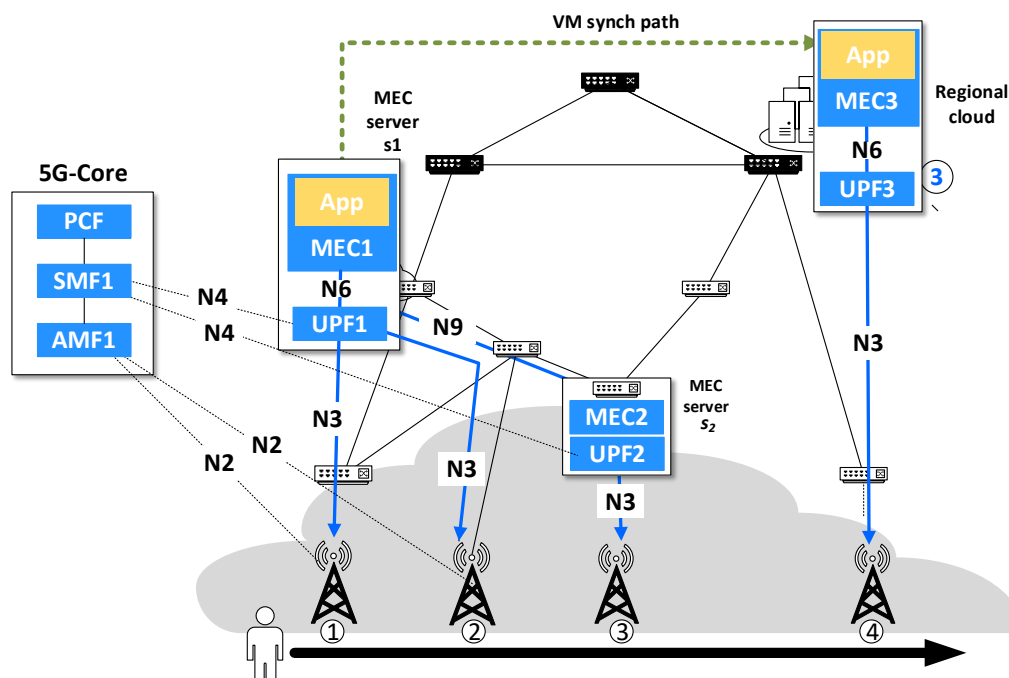 VM synch path
App
MEC3
N6
UPF3
Regional
cloud
3
MEC
server
s1
5G-Core
PCF
SMF1
AMF1
App
MEC1
N6
UPF1
N4
N4
N9
N3
MEC2
UPF2
MEC
server
s2
N3
N2
N2
N3
N3
1
2
3
4